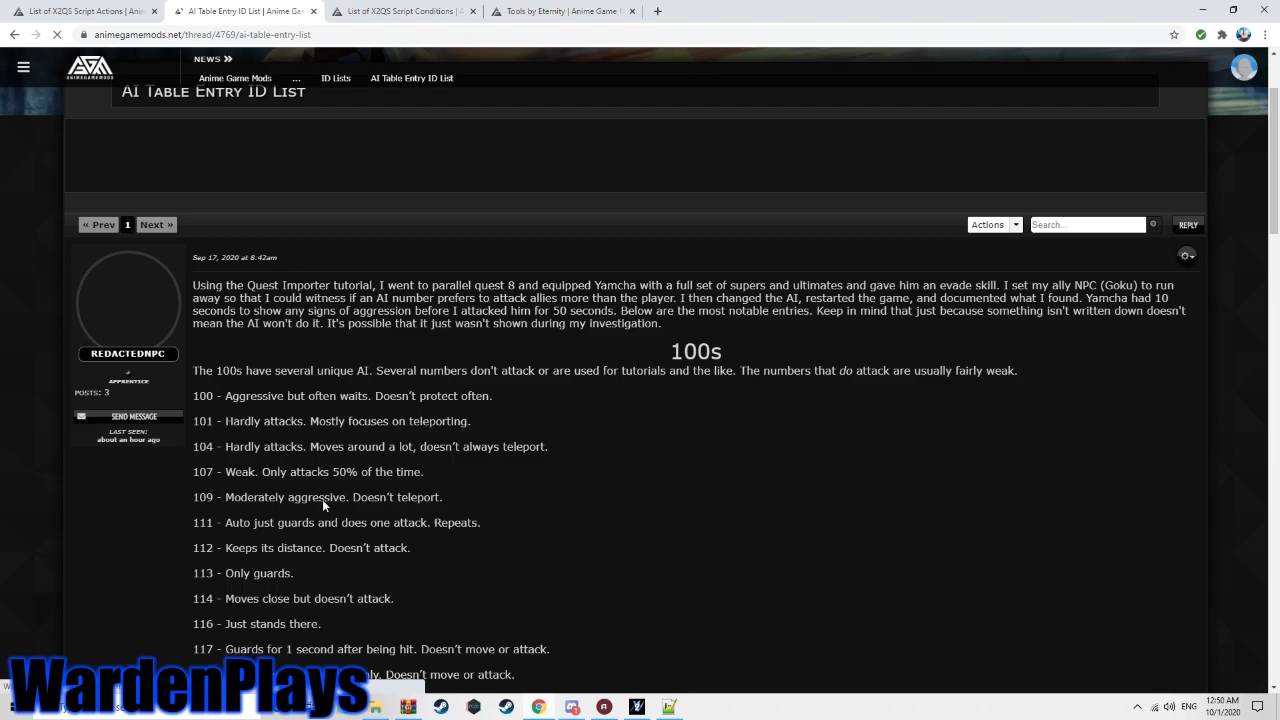 List of X2QS Functions | Anime G
List of X2QS Instructions | Anim
AI Table Entry ID List | Anime Ga
List of X2QS Script Conditions |
Tools by Eternity | Anime Game M
animegamemods.net/thread/4769/ai-table-entry-list
NEWS
ANIMEGAMEMODS
Anime Game Mods ... ID Lists AI Table Entry ID List
AI Table Entry ID List
« Prev 1 Next » Actions Search... REPLY
Sep 17, 2020 at 8:42am
Using the Quest Importer tutorial, I went to parallel quest 8 and equipped Yamcha with a full set of supers and ultimates and gave him an evade skill. I set my ally NPC (Goku) to run
away so that I could witness if an AI number prefers to attack allies more than the player. I then changed the AI, restarted the game, and documented what I found. Yamcha had 10
seconds to show any signs of aggression before I attacked him for 50 seconds. Below are the most notable entries. Keep in mind that just because something isn't written down doesn't
mean the AI won't do it. It's possible that it just wasn't shown during my investigation.
REDACTEDNPC
APPRENTICE
POSTS: 3
SEND MESSAGE
LAST SEEN:
about an hour ago
100s
The 100s have several unique AI. Several numbers don't attack or are used for tutorials and the like. The numbers that do attack are usually fairly weak.
100 - Aggressive but often waits. Doesn't protect often.
101 - Hardly attacks. Mostly focuses on teleporting.
104 - Hardly attacks. Moves around a lot, doesn't always teleport.
107 - Weak. Only attacks 50% of the time.
109 - Moderately aggressive. Doesn't teleport.
111 - Auto just guards and does one attack. Repeats.
112 - Keeps its distance. Doesn't attack.
113 - Only guards.
114 - Moves close but doesn't attack.
116 - Just stands there.
117 - Guards for 1 second after being hit. Doesn't move or attack.
Doesn't move or attack.
WardenPlays
ENG
12:50 AM
10/1/2020